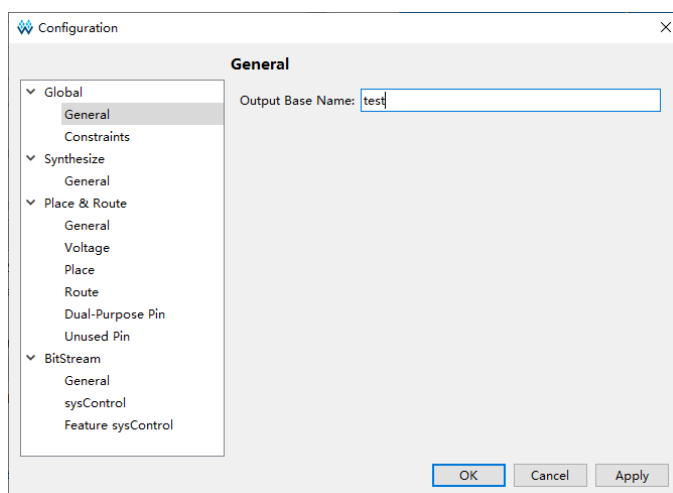 Configuration
General
Output Base Name: test
Global
General
Constraints
Synthesize
General
Place & Route
General
Voltage
Place
Route
Dual-Purpose Pin
Unused Pin
BitStream
General
sysControl
Feature sysControl
OK Cancel Apply